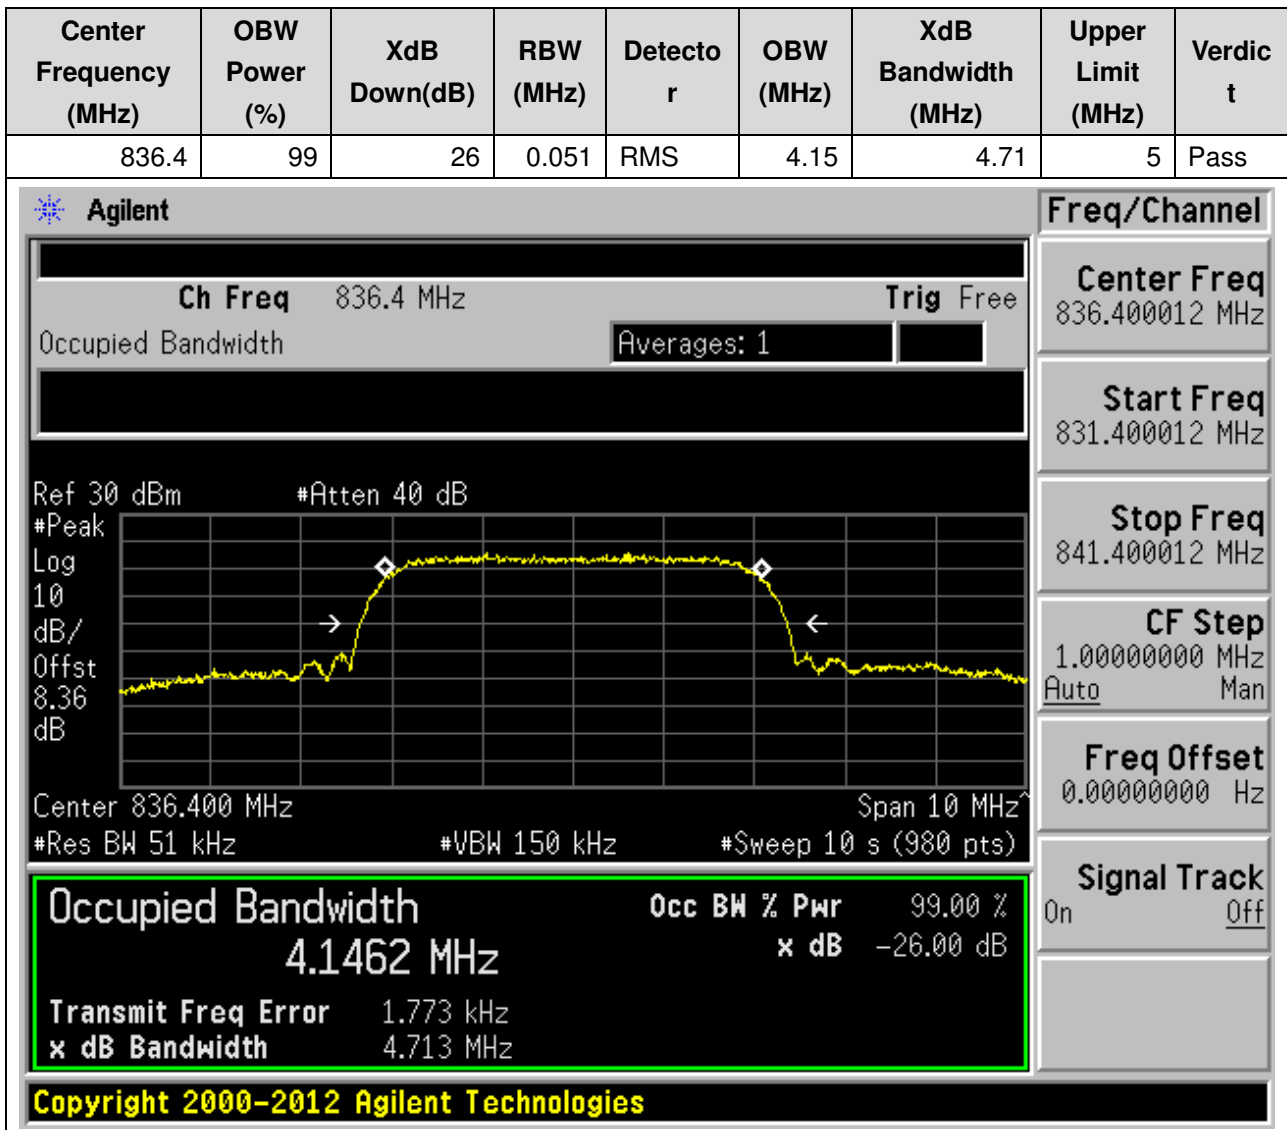 Center Frequency (MHz) OBW Power (%) XdB Down(dB) RBW (MHz) Detecto r OBW (MHz) XdB Bandwidth (MHz) Upper Limit (MHz) Verdic t
836.4 99 26 0.051 RMS 4.15 4.71 5 Pass
Agilent
Freq/Channel
Ch Freq 836.4 MHz Trig Free
Occupied Bandwidth Averages: 1
Center Freq
836.400012 MHz
Start Freq
831.400012 MHz
Stop Freq
841.400012 MHz
CF Step
1.00000000 MHz
Auto Man
Freq Offset
0.00000000 Hz
Signal Track
On Off
Ref 30 dBm #Atten 40 dB
#Peak
Log
10
dB/
Offst
8.36
dB
Center 836.400 MHz Span 10 MHz^
#Res BW 51 kHz #VBW 150 kHz #Sweep 10 s (980 pts)
Occupied Bandwidth Occ BW % Pwr 99.00 %
4.1462 MHz x dB -26.00 dB
Transmit Freq Error 1.773 kHz
x dB Bandwidth 4.713 MHz
Copyright 2000-2012 Agilent Technologies